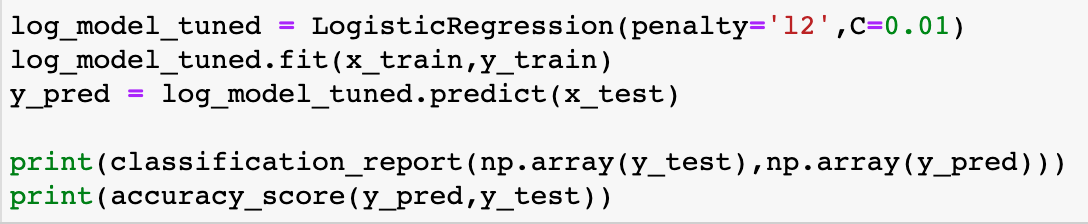 log_model_tuned = LogisticRegression(penalty='l2',C=0.01)
log_model_tuned.fit(x_train,y_train)
y_pred = log_model_tuned.predict(x_test)
print(classification_report(np.array(y_test),np.array(y_pred)))
print(accuracy_score(y_pred,y_test))